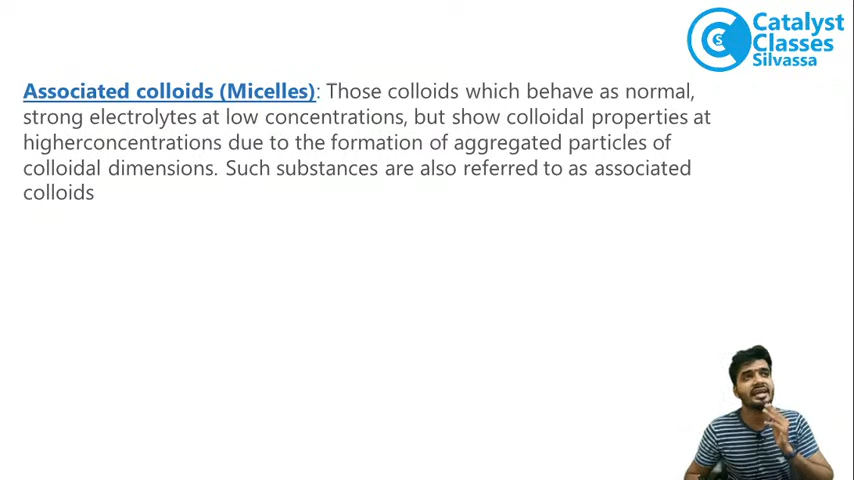 Catalyst
Classes
Silvassa
Associated colloids (Micelles): Those colloids which behave as normal,
strong electrolytes at low concentrations, but show colloidal properties at
higherconcentrations due to the formation of aggregated particles of
colloidal dimensions. Such substances are also referred to as associated
colloids